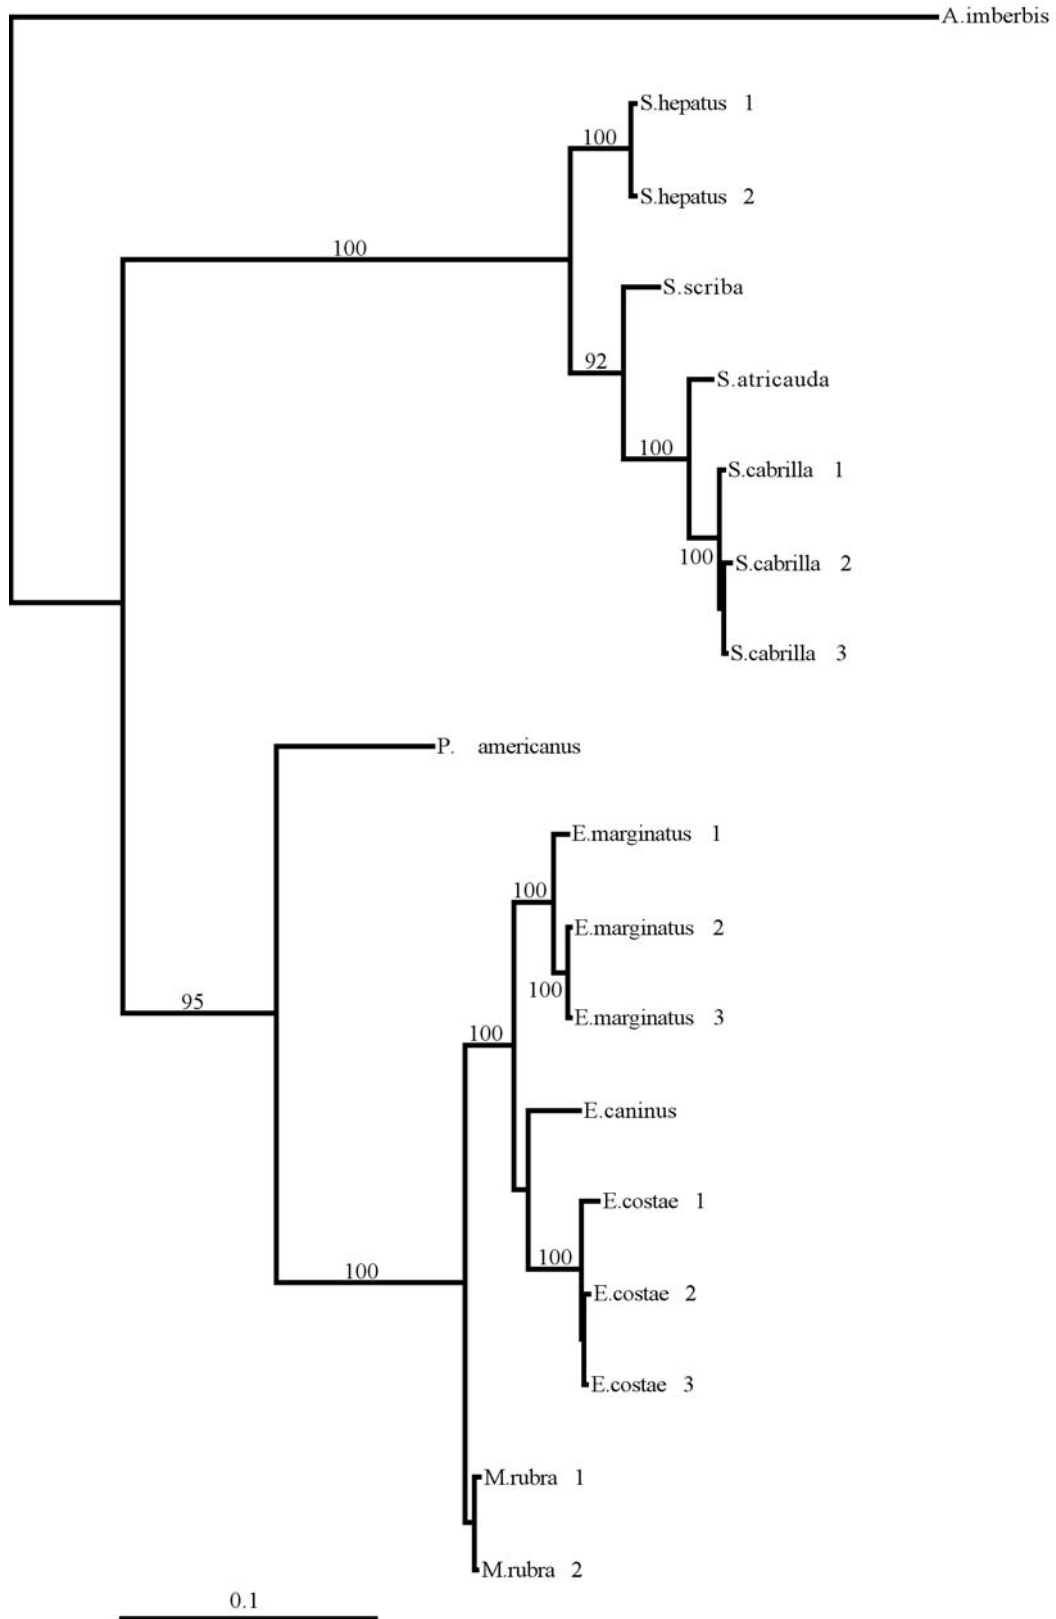 A.imberbis
S.hepatus 1
100
S.hepatus 2
100
S.scriba
92
S.atricauda
100
S.cabrilla 1
100
S.cabrilla 2
S.cabrilla 3
P. americanus
E.marginatus 1
100
E.marginatus 2
100
95
E.marginatus 3
100
E.caninus
E.costae 1
100
100
E.costae 2
E.costae 3
M.rubra 1
M.rubra 2
0.1